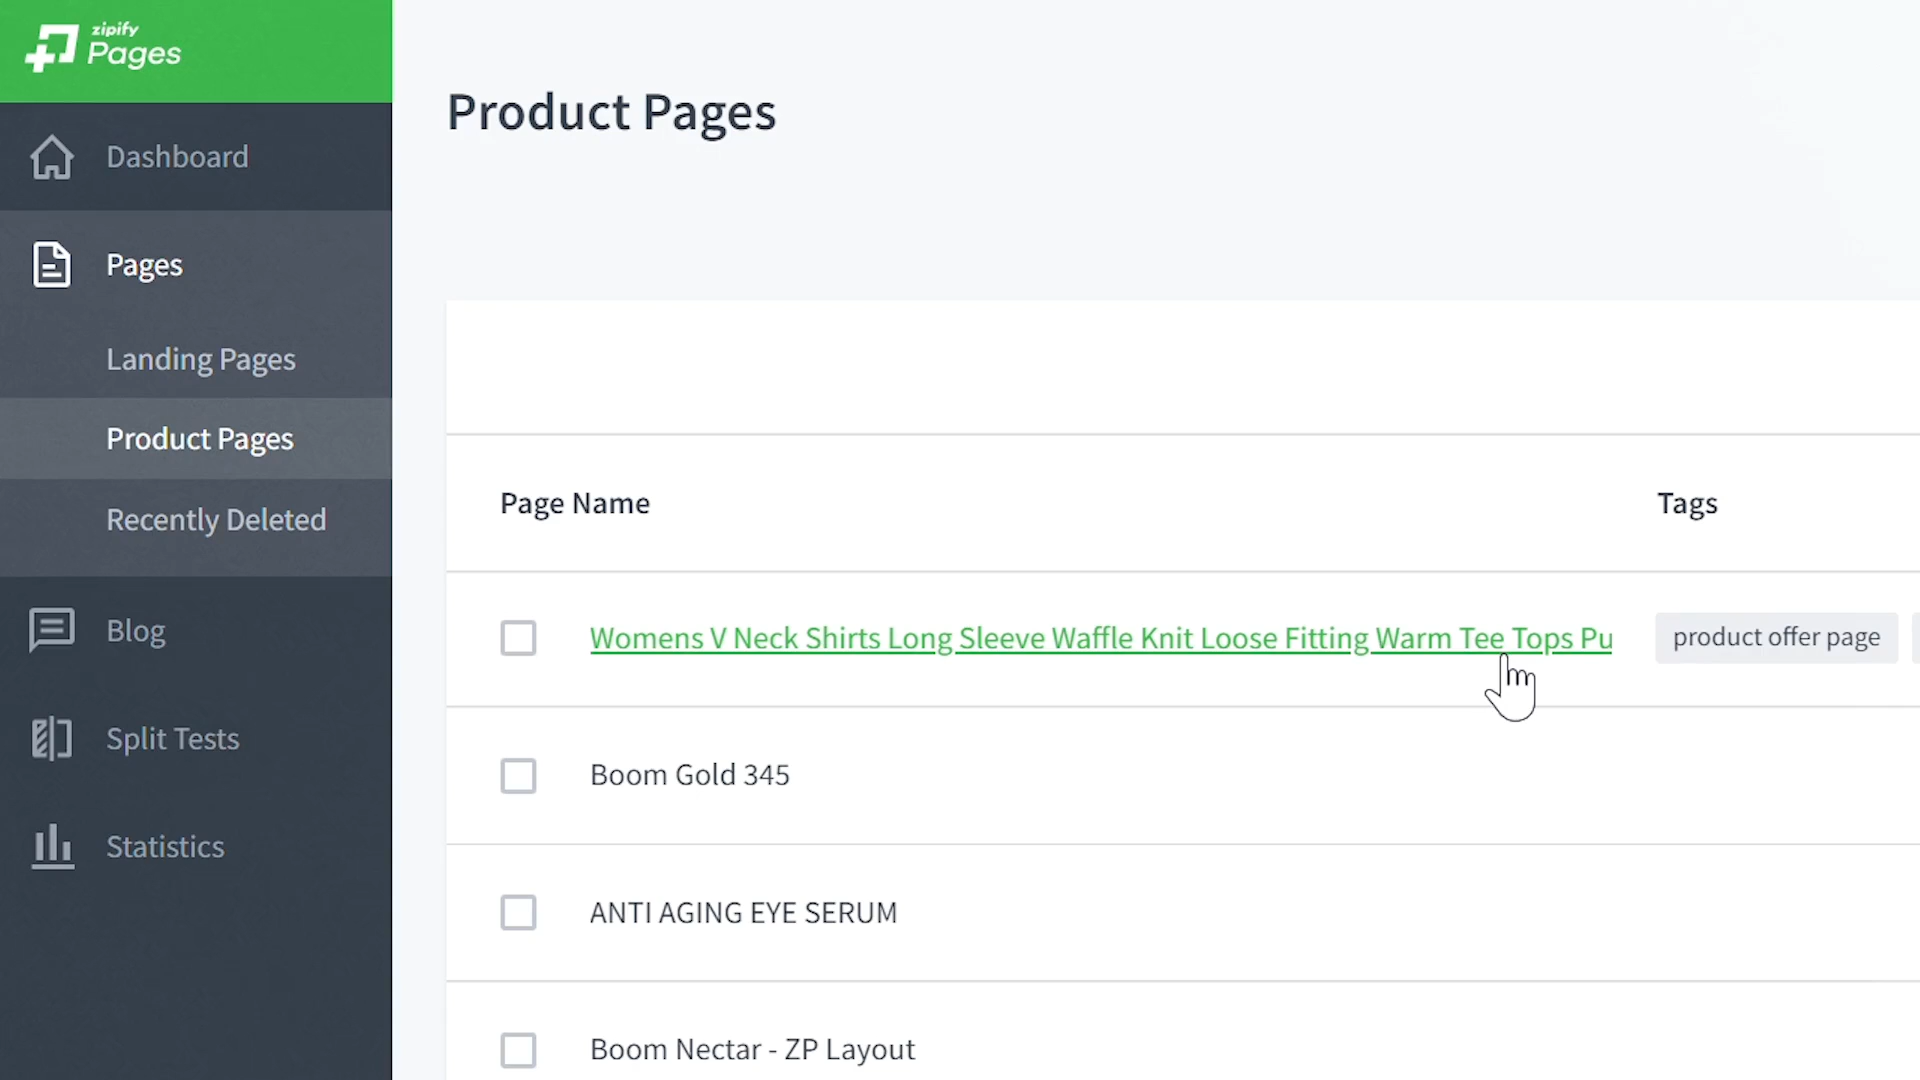 zipify
Pages
Dashboard
Pages
Landing Pages
Product Pages
Recently Deleted
Blog
Split Tests
Statistics
Product Pages
Page Name
Tags
Womens V Neck Shirts Long Sleeve Waffle Knit Loose Fitting Warm Tee Tops Pu
product offer page
Boom Gold 345
ANTI AGING EYE SERUM
Boom Nectar - ZP Layout